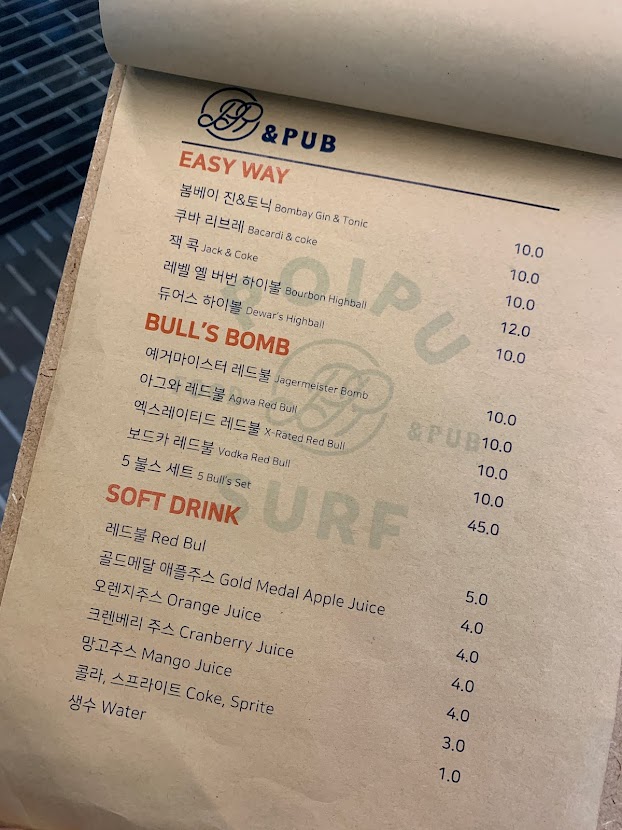 &PUB
EASY WAY
봄베이 진&토닉 Bombay Gin & Tonic 10.0
쿠바 리브레 Bacardi & coke 10.0
잭 콕 Jack & Coke 10.0
레벨 옐 버번 하이볼 Bourbon Highball 12.0
듀어스 하이볼 Dewar's Highball 10.0
BULL'S BOMB
예거마이스터 레드불 Jagermeister Bomb 10.0
아그와 레드불 Agwa Red Bull 10.0
엑스레이티드 레드불 X-Rated Red Bull 10.0
보드카 레드불 Vodka Red Bull 10.0
5 불스 세트 5 Bull's Set 45.0
SOFT DRINK
레드불 Red Bul 5.0
골드메달 애플주스 Gold Medal Apple Juice 4.0
오렌지주스 Orange Juice 4.0
크렌베리 주스 Cranberry Juice 4.0
망고주스 Mango Juice 4.0
콜라, 스프라이트 Coke, Sprite 3.0
생수 Water 1.0
&PUB
SURF